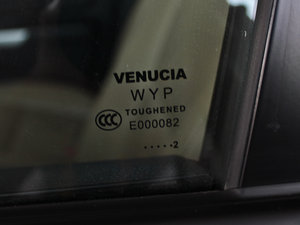 VENUCIA
WYP
TOUGHENED
CCC E000082
.....2